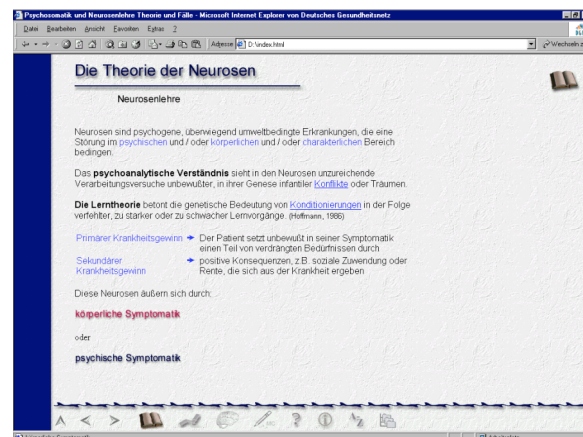 Psychosomatik und Neurosenlehre Theorie und Fälle - Microsoft Internet Explorer von Deutsches Gesundheitsnetz
Datei Bearbeiten Ansicht Favoriten Extras ?
Adresse D:\index.html
Wechseln z
Die Theorie der Neurosen
Neurosenlehre
Neurosen sind psychogene, überwiegend umweltbedingte Erkrankungen, die eine
Störung im psychischen und / oder körperlichen und / oder charakterlichen Bereich
bedingen.
Das psychoanalytische Verständnis sieht in den Neurosen unzureichende
Verarbeitungsversuche unbewußter, in ihrer Genese infantiler Konflikte oder Träumen.
Die Lerntheorie betont die genetische Bedeutung von Konditionierungen in der Folge
verfehlter, zu starker oder zu schwacher Lernvorgänge. (Hoffmann, 1986)
Primärer Krankheitsgewinn Der Patient setzt unbewußt in seiner Symptomatik
einen Teil von verdrängten Bedürfnissen durch
Sekundärer positive Konsequenzen, z.B. soziale Zuwendung oder
Krankheitsgewinn Rente, die sich aus der Krankheit ergeben
Diese Neurosen äußern sich durch:
körperliche Symptomatik
oder
psychische Symptomatik